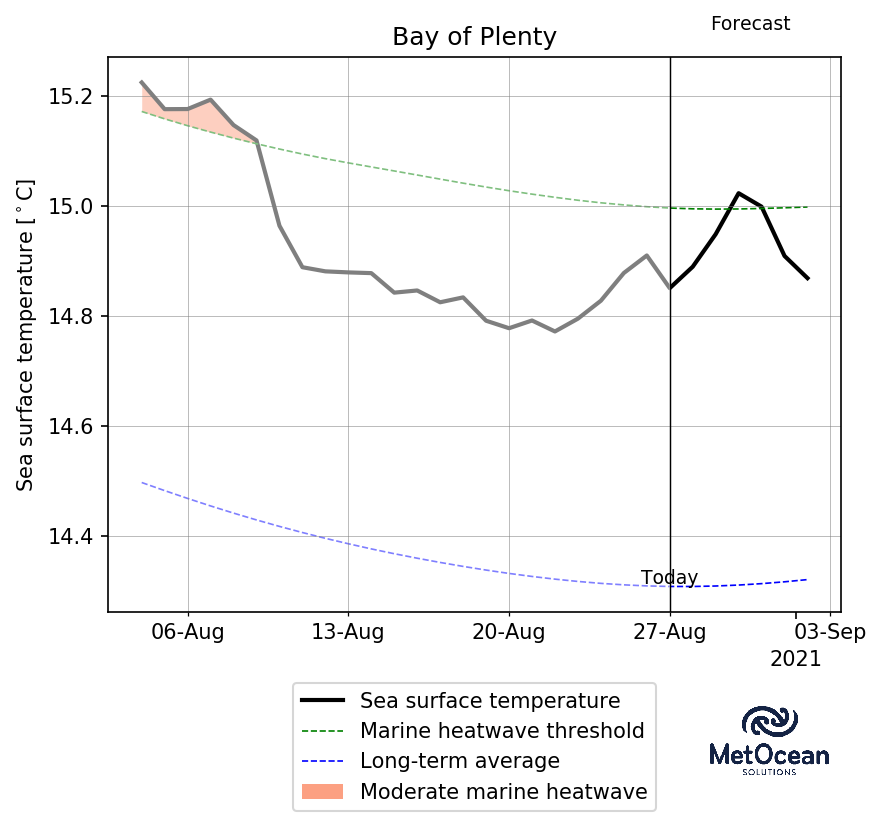 Forecast
Bay of Plenty
Sea surface temperature [°C]
15.2
15.0
14.8
14.6
14.4
Today
06-Aug
13-Aug
20-Aug
27-Aug
03-Sep
2021
Sea surface temperature
Marine heatwave threshold
Long-term average
Moderate marine heatwave
MetOcean
SOLUTIONS